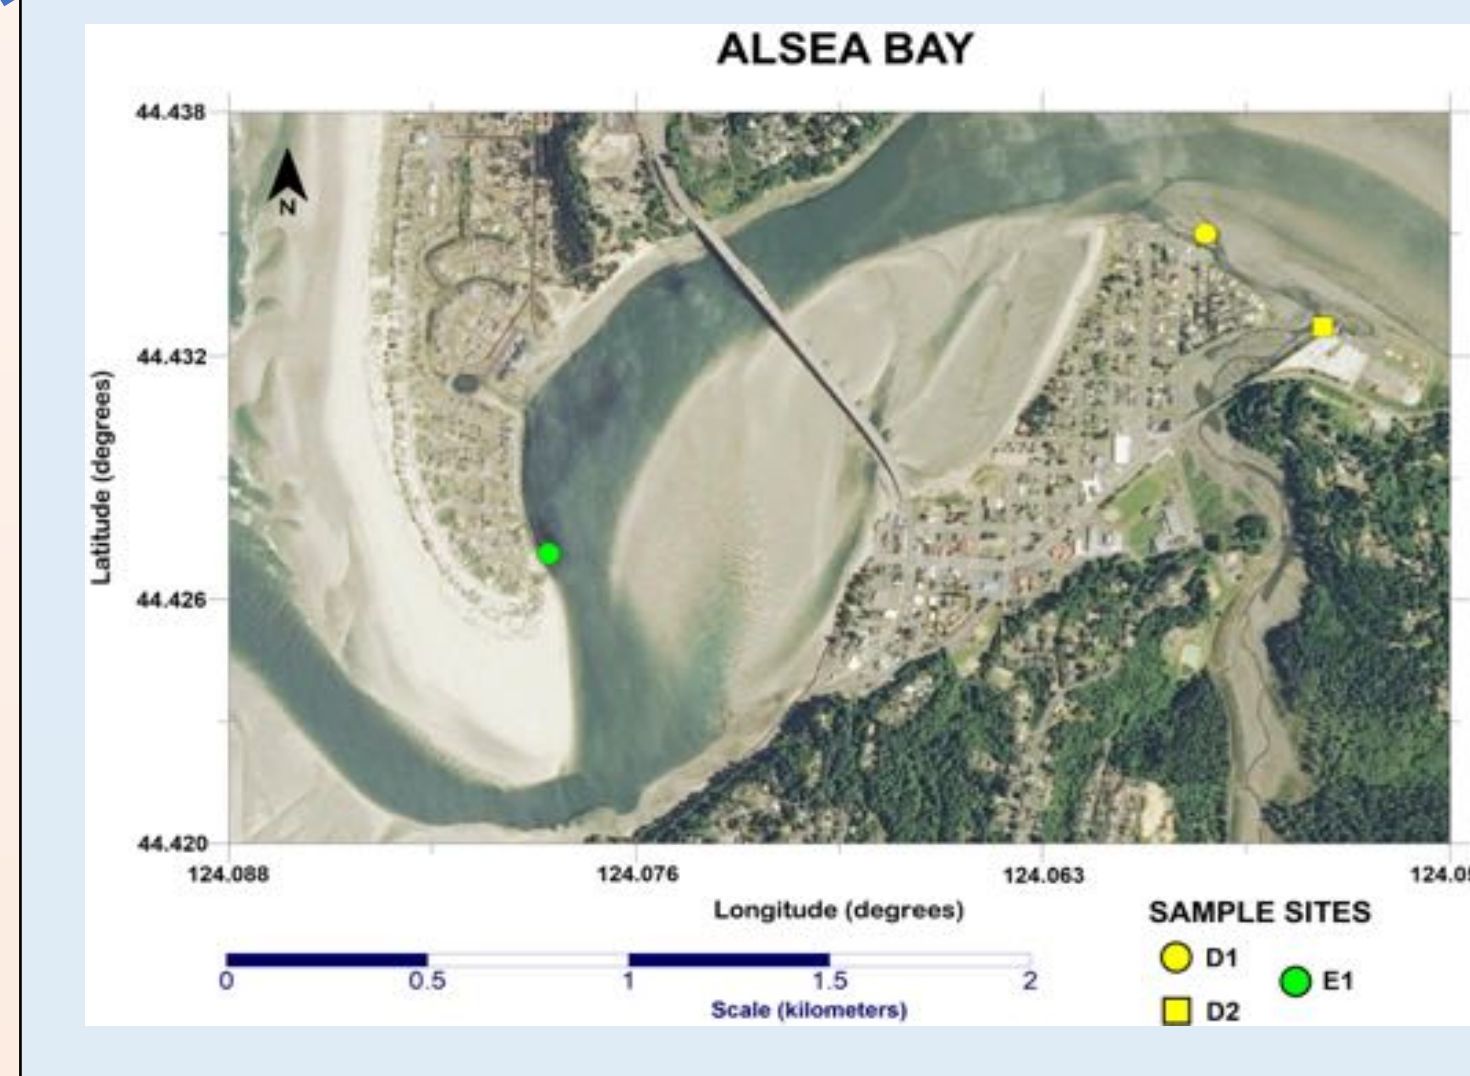 ALSEA BAY
44.438
N
44.432
Latitude (degrees)
44.426
44.420
124.088 124.076 124.063
Longitude (degrees)
SAMPLE SITES
D1
E1
D2
0 0.5 1 1.5 2
Scale (kilometers)